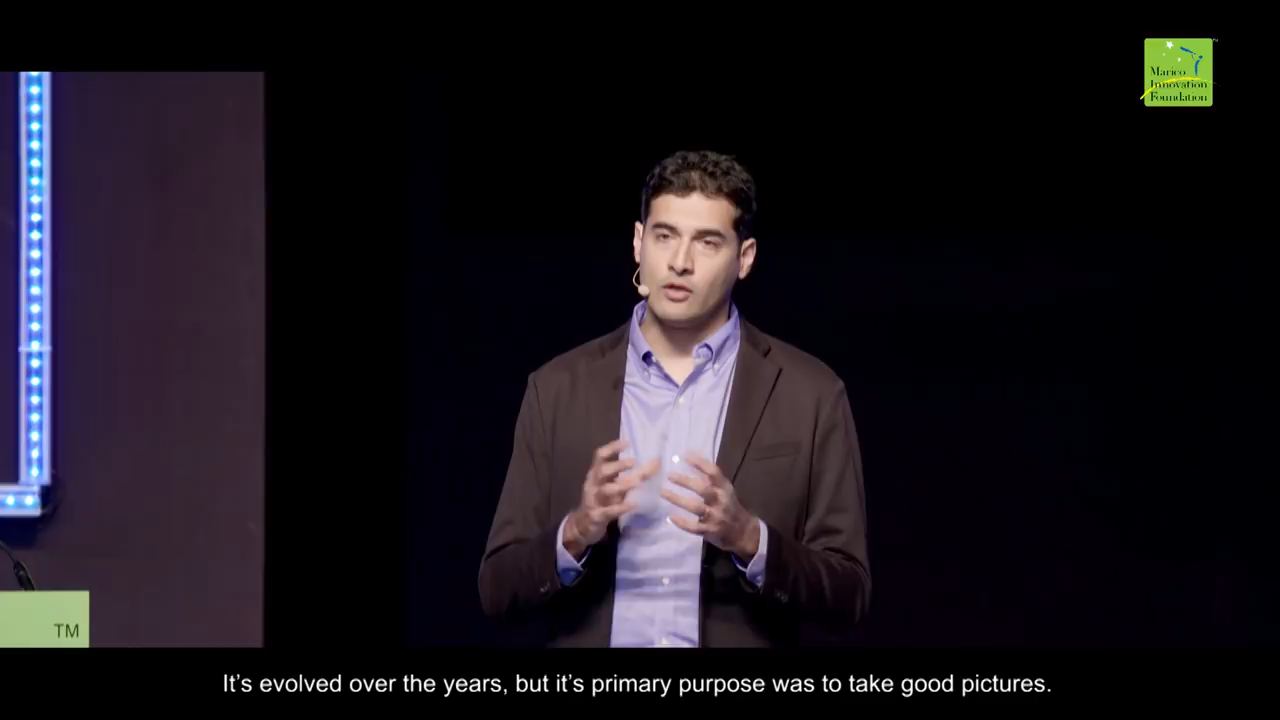 Marico
Innovation
Foundation
TM
It's evolved over the years, but it's primary purpose was to take good pictures.